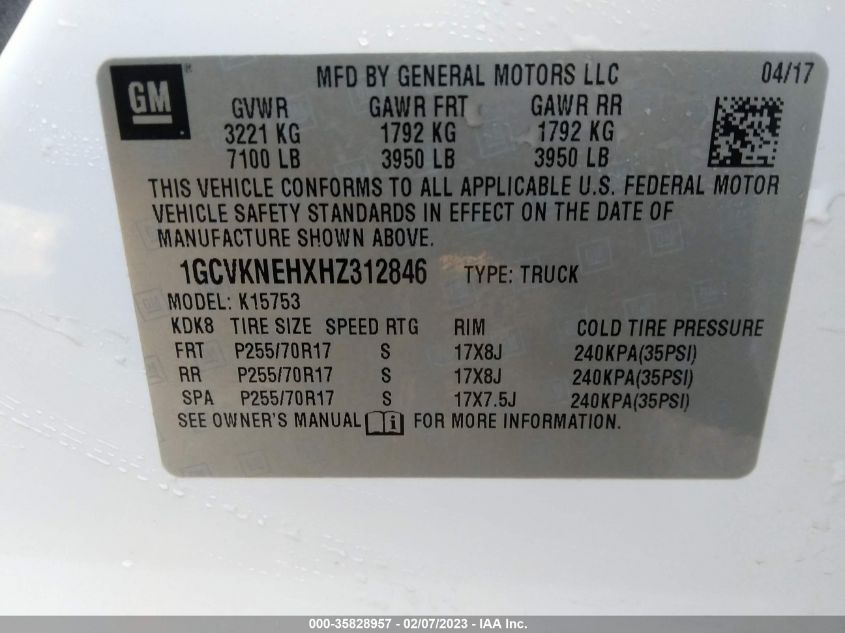 GM ®
MFD BY GENERAL MOTORS LLC 04/17
GVWR GAWR FRT GAWR RR
3221 KG 1792 KG 1792 KG
7100 LB 3950 LB 3950 LB
THIS VEHICLE CONFORMS TO ALL APPLICABLE U.S. FEDERAL MOTOR
VEHICLE SAFETY STANDARDS IN EFFECT ON THE DATE OF
MANUFACTURE SHOWN ABOVE.
1GCVKNEHXHZ312846 TYPE: TRUCK
MODEL: K15753
KDK8 TIRE SIZE SPEED RTG RIM COLD TIRE PRESSURE
FRT P255/70R17 S 17X8J 240KPA(35PSI)
RR P255/70R17 S 17X8J 240KPA(35PSI)
SPA P255/70R17 S 17X7.5J 240KPA(35PSI)
SEE OWNER'S MANUAL i FOR MORE INFORMATION.
000-35828957 - 02/07/2023 - IAA Inc.